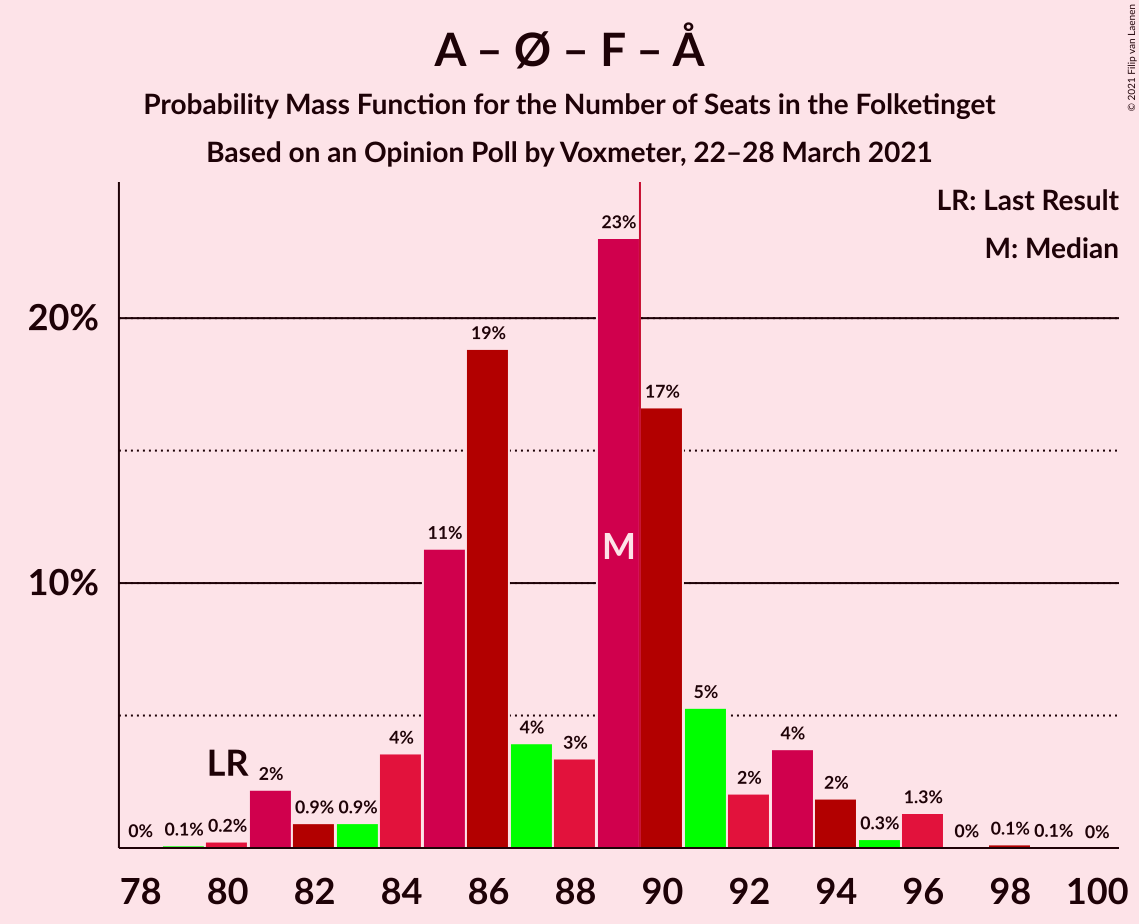 A – Ø – F – Å
Probability Mass Function for the Number of Seats in the Folketinget
Based on an Opinion Poll by Voxmeter, 22–28 March 2021
© 2021 Filip van Laenen
LR: Last Result
M: Median
20%
10%
0%
0.1%
0.2%
LR
2%
0.9%
0.9%
4%
11%
19%
4%
3%
23%
M
17%
5%
2%
4%
2%
0.3%
1.3%
0%
0.1%
0.1%
0%
78 80 82 84 86 88 90 92 94 96 98 100